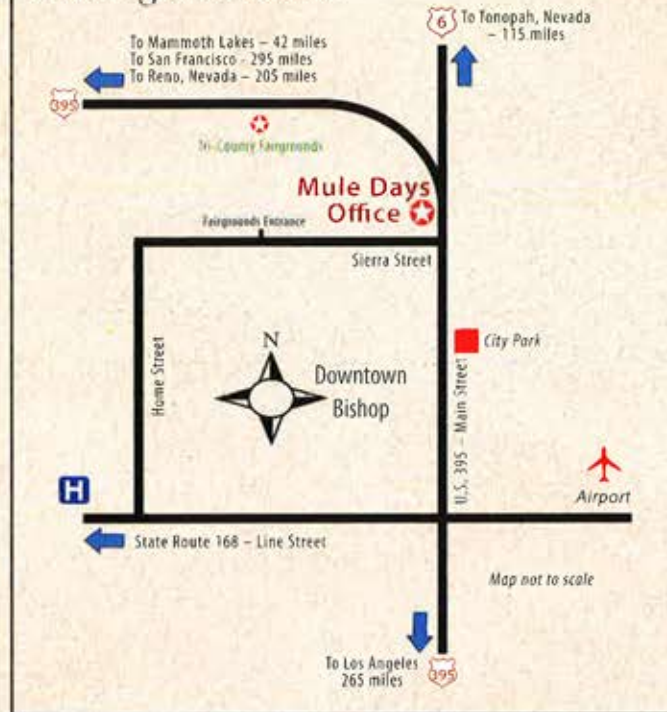 6
To Tonopah, Nevada
– 115 miles
To Mammoth Lakes – 42 miles
To San Francisco - 295 miles
To Reno, Nevada – 205 miles
395
Tri-County Fairgrounds
Mule Days
Office
Fairgrounds Entrance
Sierra Street
City Park
N
Downtown
Bishop
Home Street
U.S. 395 – Main Street
H
Airport
State Route 168 – Line Street
Map not to scale
To Los Angeles
265 miles
395